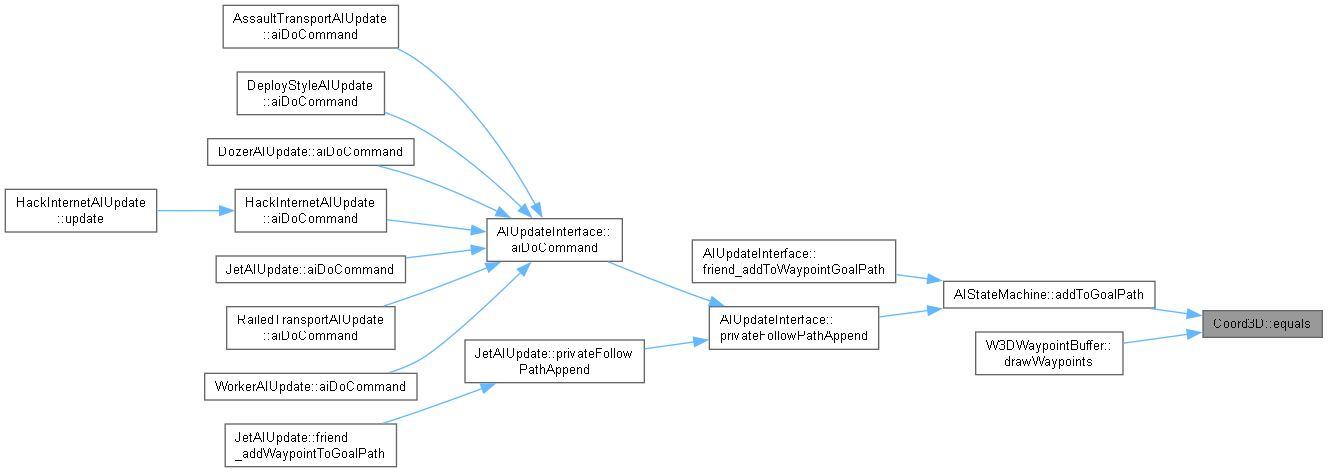 AssaultTransportAIUpdate
::aiDoCommand
DeployStyleAIUpdate
::aiDoCommand
DozerAIUpdate::aiDoCommand
HackInternetAIUpdate
::update
HackInternetAIUpdate
::aiDoCommand
AIUpdateInterface::
aiDoCommand
JetAIUpdate::aiDoCommand
AIUpdateInterface::
friend_addToWaypointGoalPath
AIStateMachine::addToGoalPath
Coord3D::equals
RailedTransportAIUpdate
::aiDoCommand
AIUpdateInterface::
privateFollowPathAppend
W3DWaypointBuffer::
drawWaypoints
JetAIUpdate::privateFollow
PathAppend
WorkerAIUpdate::aiDoCommand
JetAIUpdate::friend
_addWaypointToGoalPath